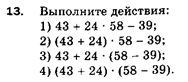 13. Выполните действия:
1) 43 + 24 · 58 – 39;
2) (43 + 24) · 58 – 39;
3) 43 + 24 · (58 – 39);
4) (43 + 24) · (58 – 39).